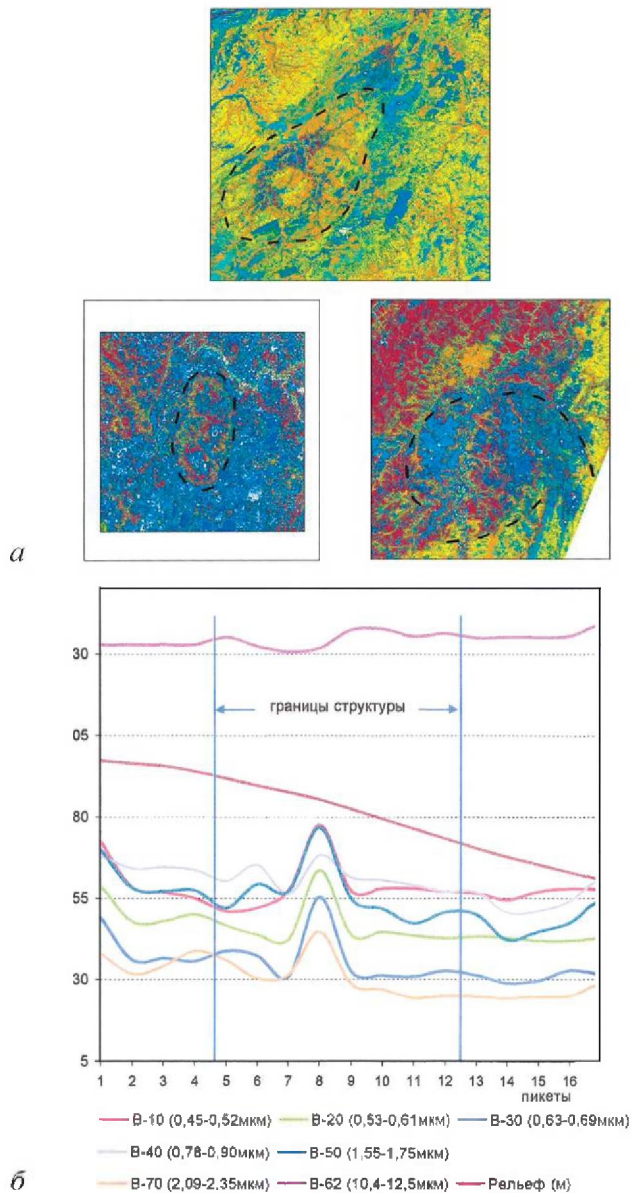 а
30
границы структуры
05
80
55
30
5
1 2 3 4 5 6 7 8 9 10 11 12 13 14 15 16
пикеты
В-10 (0,45-0,52мкм) В-20 (0,53-0,61мкм) В-30 (0,63-0,69мкм)
В-40 (0,78-0,90мкм) В-50 (1,55-1,75мкм)
В-70 (2,09-2,35мкм) В-62 (10,4-12,5мкм) Рельеф (м)
б